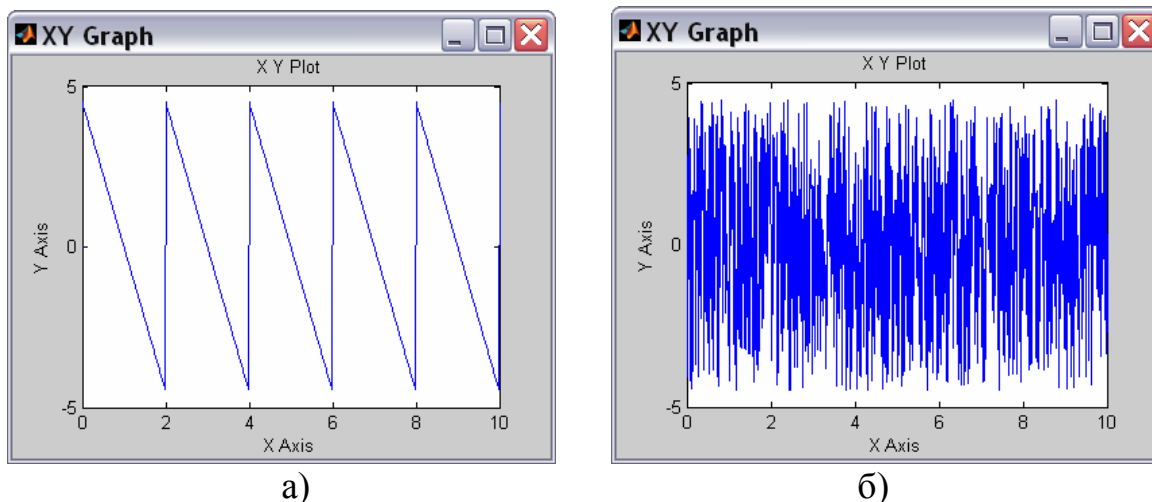 XY Graph
X Y Plot
5
0
-5
Y Axis
0 2 4 6 8 10
X Axis
а)
XY Graph
X Y Plot
5
0
-5
Y Axis
0 2 4 6 8 10
X Axis
б)